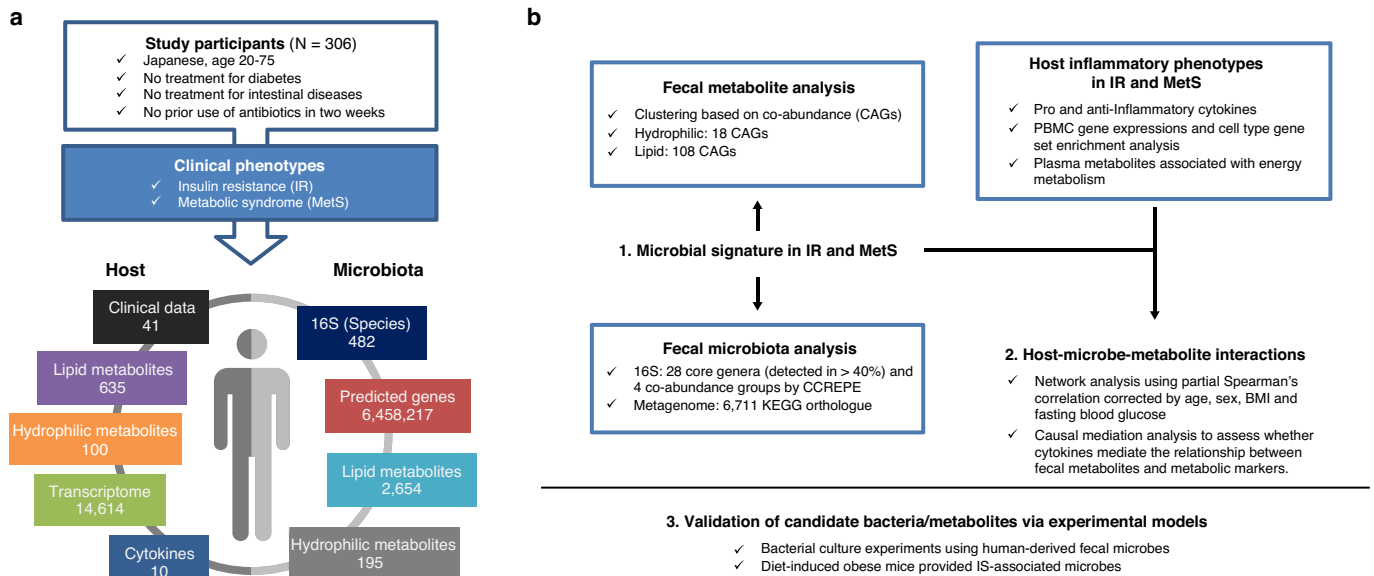 a
Study participants (N = 306)
✓ Japanese, age 20-75
✓ No treatment for diabetes
✓ No treatment for intestinal diseases
✓ No prior use of antibiotics in two weeks
Clinical phenotypes
✓ Insulin resistance (IR)
✓ Metabolic syndrome (MetS)
Host
Microbiota
Clinical data
41
Lipid metabolites
635
Hydrophilic metabolites
100
Transcriptome
14,614
Cytokines
10
16S (Species)
482
Predicted genes
6,458,217
Lipid metabolites
2,654
Hydrophilic metabolites
195
b
Fecal metabolite analysis
✓ Clustering based on co-abundance (CAGs)
✓ Hydrophilic: 18 CAGs
✓ Lipid: 108 CAGs
Host inflammatory phenotypes
in IR and MetS
✓ Pro and anti-Inflammatory cytokines
✓ PBMC gene expressions and cell type gene
set enrichment analysis
✓ Plasma metabolites associated with energy
metabolism
1. Microbial signature in IR and MetS
Fecal microbiota analysis
✓ 16S: 28 core genera (detected in > 40%) and
4 co-abundance groups by CCREPE
✓ Metagenome: 6,711 KEGG orthologue
2. Host-microbe-metabolite interactions
✓ Network analysis using partial Spearman's
correlation corrected by age, sex, BMI and
fasting blood glucose
✓ Causal mediation analysis to assess whether
cytokines mediate the relationship between
fecal metabolites and metabolic markers.
3. Validation of candidate bacteria/metabolites via experimental models
✓ Bacterial culture experiments using human-derived fecal microbes
✓ Diet-induced obese mice provided IS-associated microbes